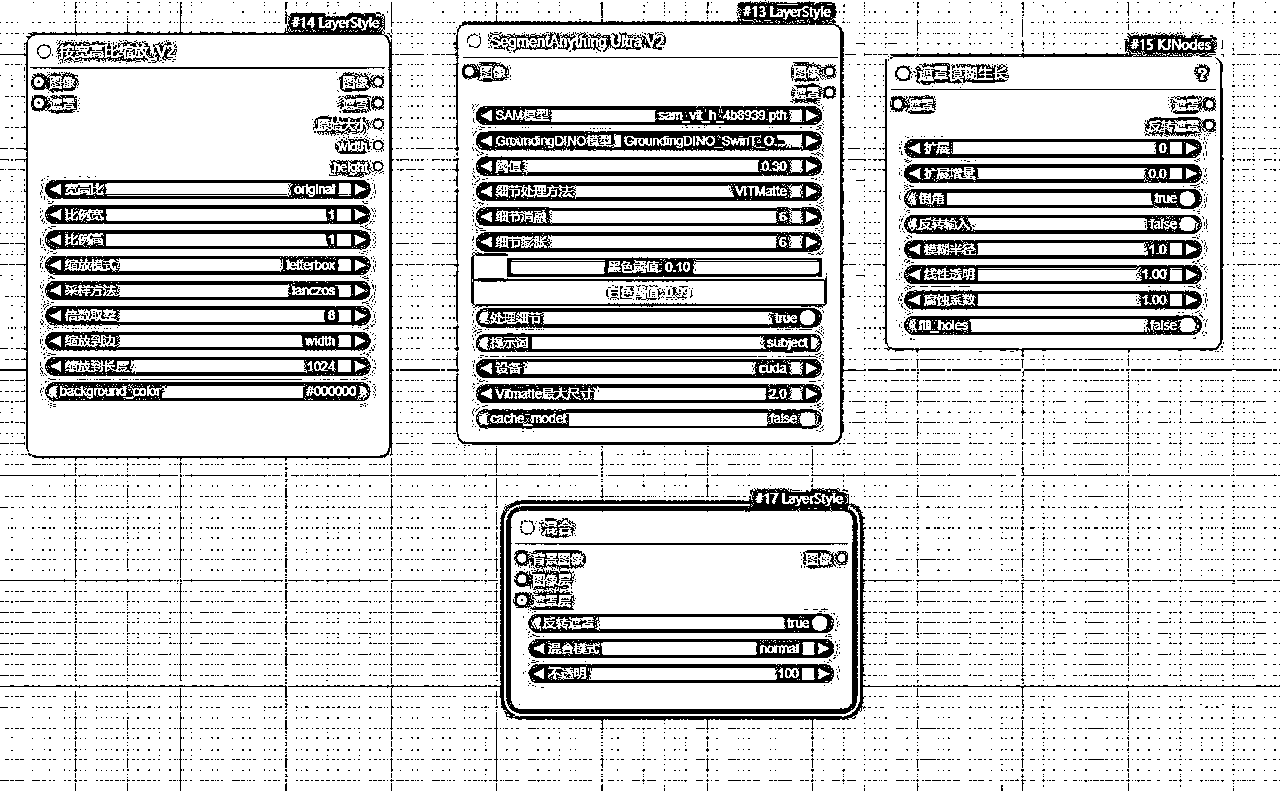 #14 LayerStyle
按宽高比缩放 V2
图像
遮罩
图像
遮罩
最始大小
width
height
宽高比 original
比例宽 1
比例高 1
缩放模式 letterbox
采样方法 lanczos
倍数取整 8
缩放到边 width
缩放到长度 1024
background_color #000000
#13 LayerStyle
SegmentAnything Ultra V2
图像
图像
遮罩
SAM模型 sam_vit_h_4b8939.pth
GroundingDINO模型 GroundingDINO_SwinT_O...
阈值 0.30
细节处理方法 VITMatte
细节消融 6
细节膨胀 6
黑色阈值: 0.10
白色阈值: 0.99
处理细节 true
提示词 subject
设备 cuda
Vitmatte最大尺寸 2.0
cache_model false
#15 KJNodes
遮罩模糊生长
?
遮罩
遮罩
反转遮罩
扩展 0
扩展增量 0.0
倒角 true
反转输入 false
模糊半径 1.0
线性透明 1.00
腐蚀系数 1.00
fill_holes false
#17 LayerStyle
混合
背景图像
图像层
遮罩层
图像
反转遮罩 true
混合模式 normal
不透明 100